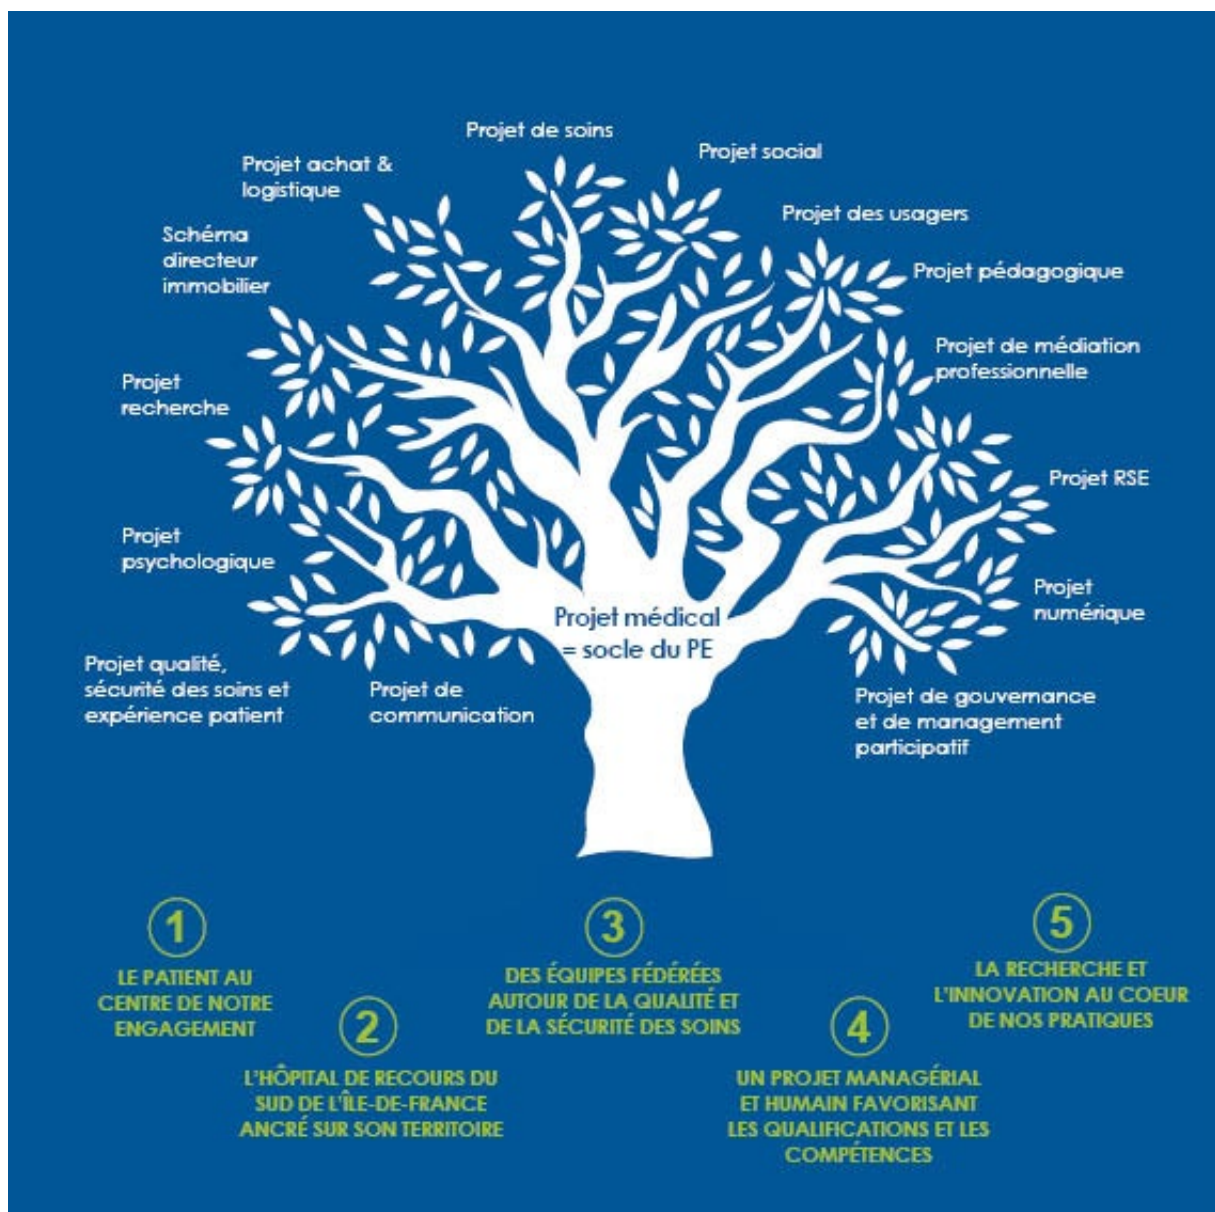 Projet de soins
Projet social
Projet achat &
logistique
Projet des usagers
Schéma
directeur
immobilier
Projet pédagogique
Projet de médiation
professionnelle
Projet
recherche
Projet RSE
Projet
psychologique
Projet
numérique
Projet médical
= socle du PE
Projet qualité,
sécurité des soins et
expérience patient
Projet de
communication
Projet de gouvernance
et de management
participatif
1
LE PATIENT AU
CENTRE DE NOTRE
ENGAGEMENT
2
L'HÔPITAL DE RECOURS DU
SUD DE L'ÎLE-DE-FRANCE
ANCRÉ SUR SON TERRITOIRE
3
DES ÉQUIPES FÉDÉRÉES
AUTOUR DE LA QUALITÉ ET
DE LA SÉCURITÉ DES SOINS
4
UN PROJET MANAGÉRIAL
ET HUMAIN FAVORISANT
LES QUALIFICATIONS ET LES
COMPÉTENCES
5
LA RECHERCHE ET
L'INNOVATION AU COEUR
DE NOS PRATIQUES